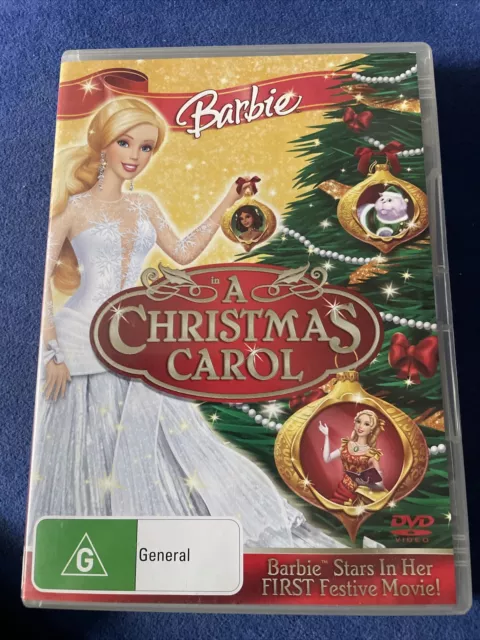 Barbie
in
A
CHRISTMAS
CAROL
G
General
DVD
VIDEO
Barbie™ Stars In Her
FIRST Festive Movie!